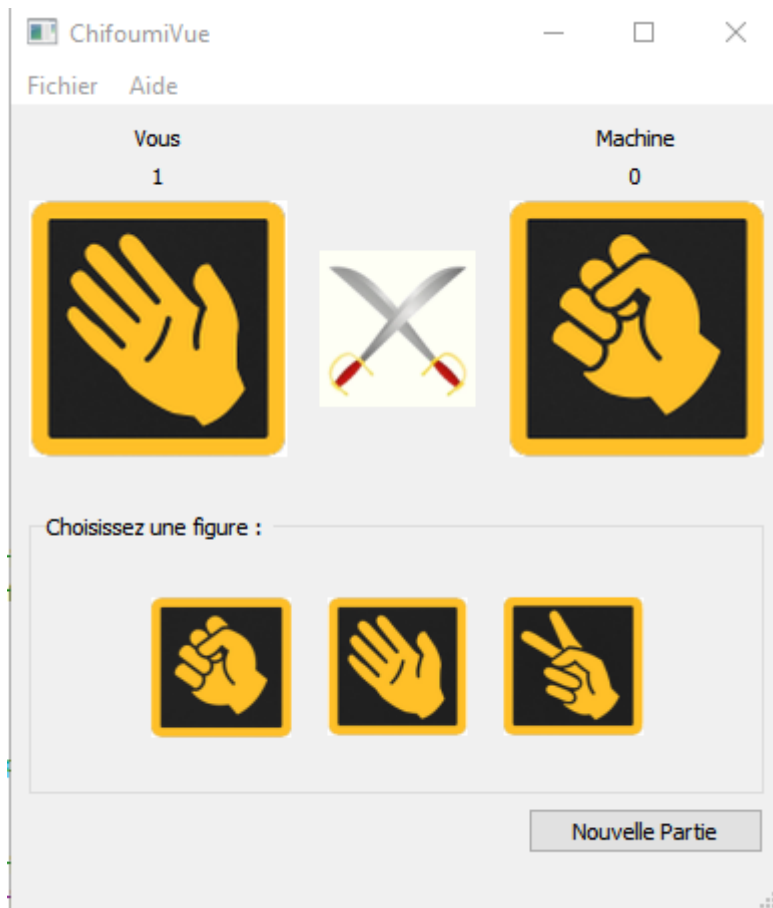 ChifoumiVue
Fichier Aide
Vous Machine
1 0
Choisissez une figure :
Nouvelle Partie